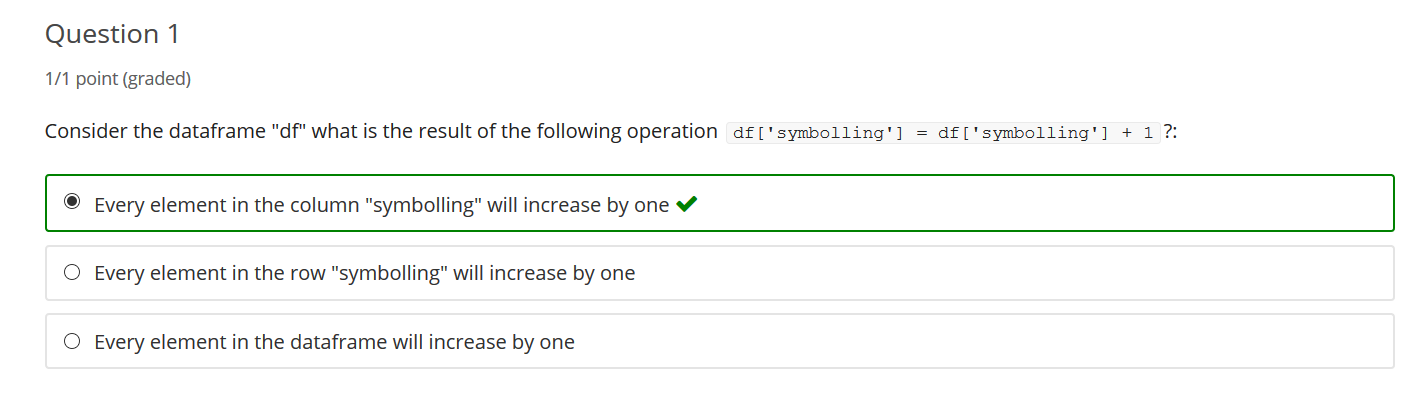 Question 1
1/1 point (graded)
Consider the dataframe "df" what is the result of the following operation df['symbolling'] = df['symbolling'] + 1 ?:
Every element in the column "symbolling" will increase by one
Every element in the row "symbolling" will increase by one
Every element in the dataframe will increase by one